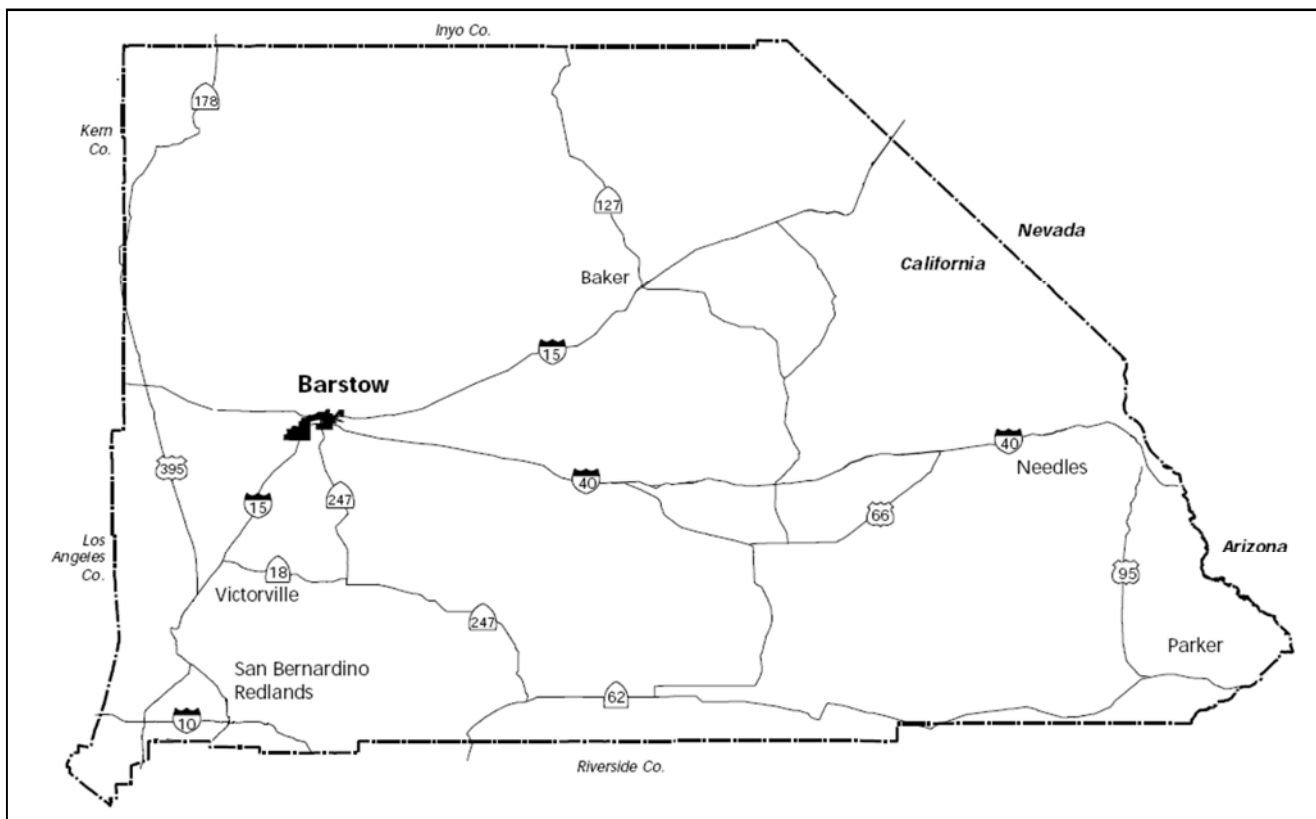 Inyo Co.
178
Kern
Co.
127
Nevada
California
Baker
15
Barstow
395
15
247
40
40
Needles
66
Los
Angeles
Co.
18
Victorville
247
Arizona
95
Parker
San Bernardino
Redlands
62
10
Riverside Co.